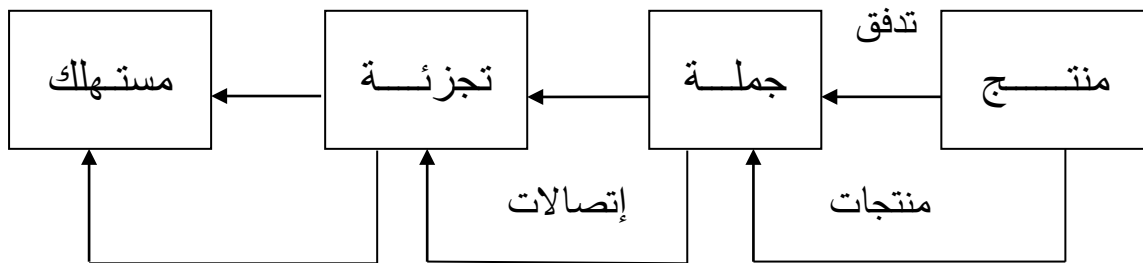 تدفق
منتج
جملة
تجزئة
مستهلك
منتجات
إتصالات